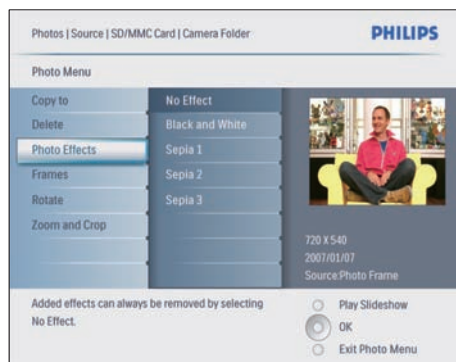 Photos | Source | SD/MMC Card | Camera Folder
PHILIPS
Photo Menu
Copy to
Delete
Photo Effects
Frames
Rotate
Zoom and Crop
No Effect
Black and White
Sepia 1
Sepia 2
Sepia 3
720 X 540
2007/01/07
Source:Photo Frame
Added effects can always be removed by selecting
No Effect.
Play Slideshow
OK
Exit Photo Menu